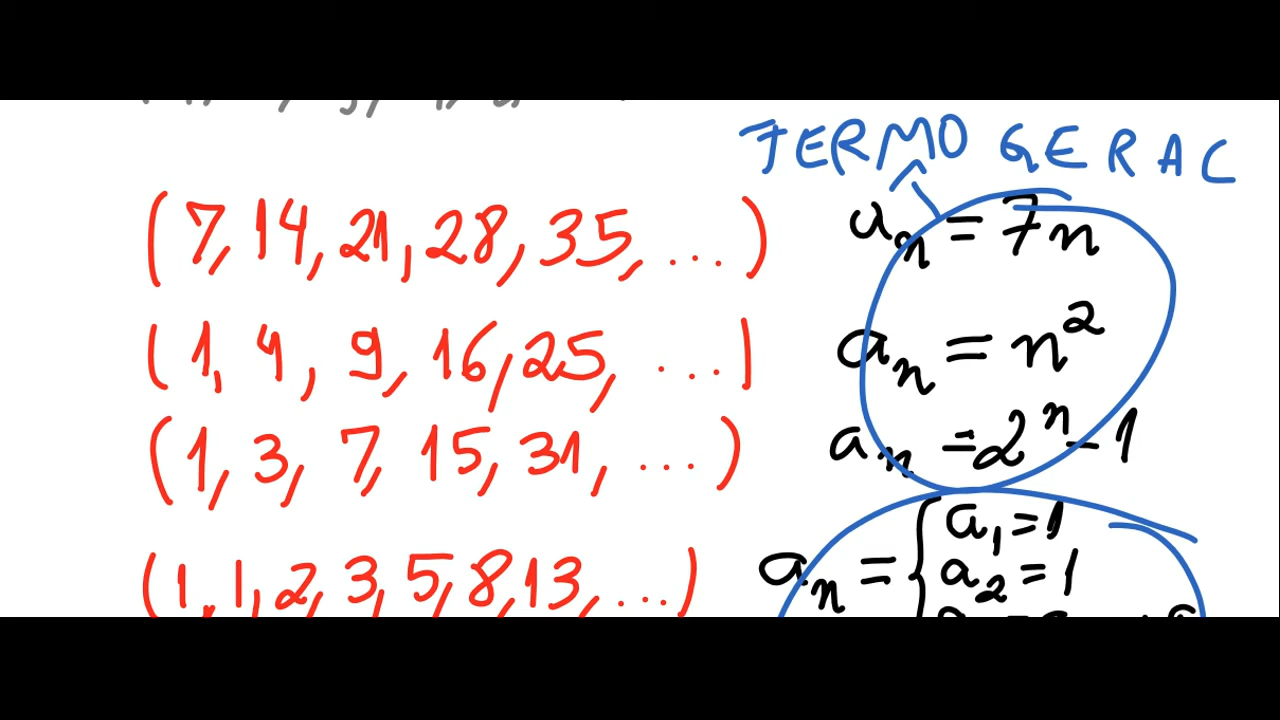 TERMO GERAL
(7, 14, 21, 28, 35, ...) aₙ = 7n
(1, 4, 9, 16, 25, ...) aₙ = n²
(1, 3, 7, 15, 31, ...) aₙ = 2ⁿ - 1
(1, 1, 2, 3, 5, 8, 13, ...) aₙ = { a₁ = 1
a₂ = 1